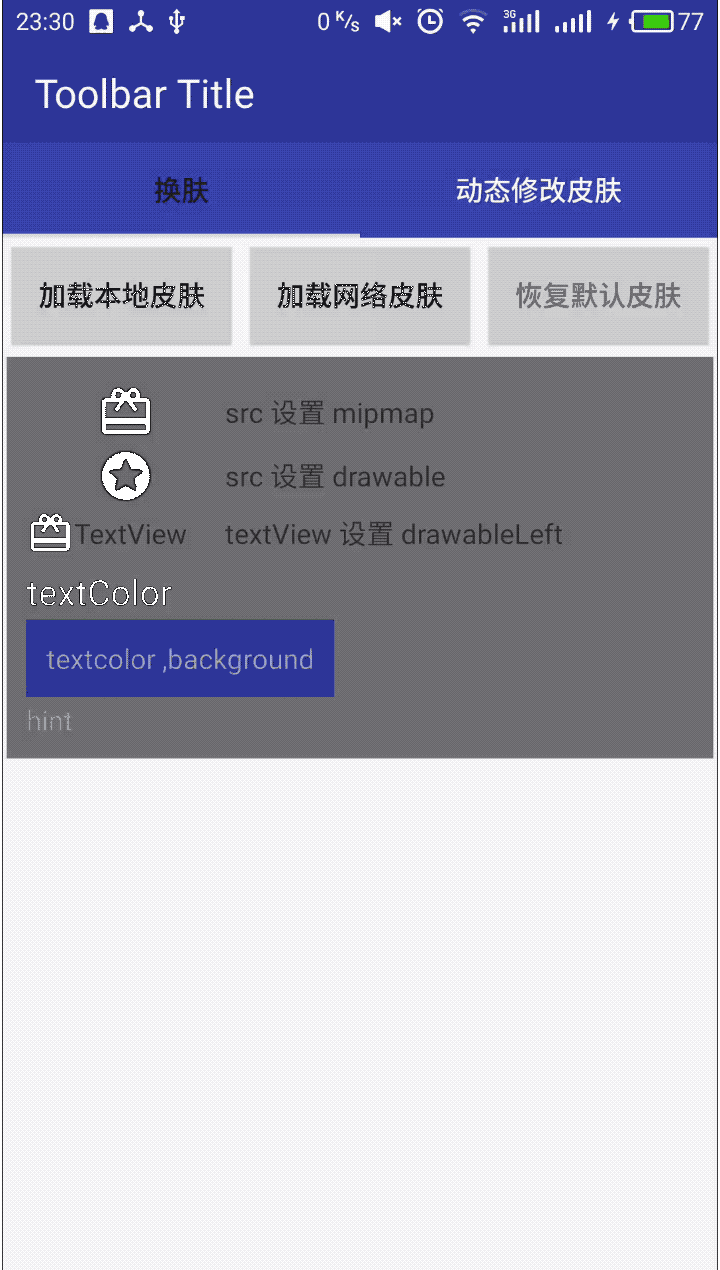 23:30 0 K/s 3G 77
Toolbar Title
换肤 动态修改皮肤
加载本地皮肤 加载网络皮肤 恢复默认皮肤
src 设置 mipmap
src 设置 drawable
TextView textView 设置 drawableLeft
textColor
textcolor ,background
hint